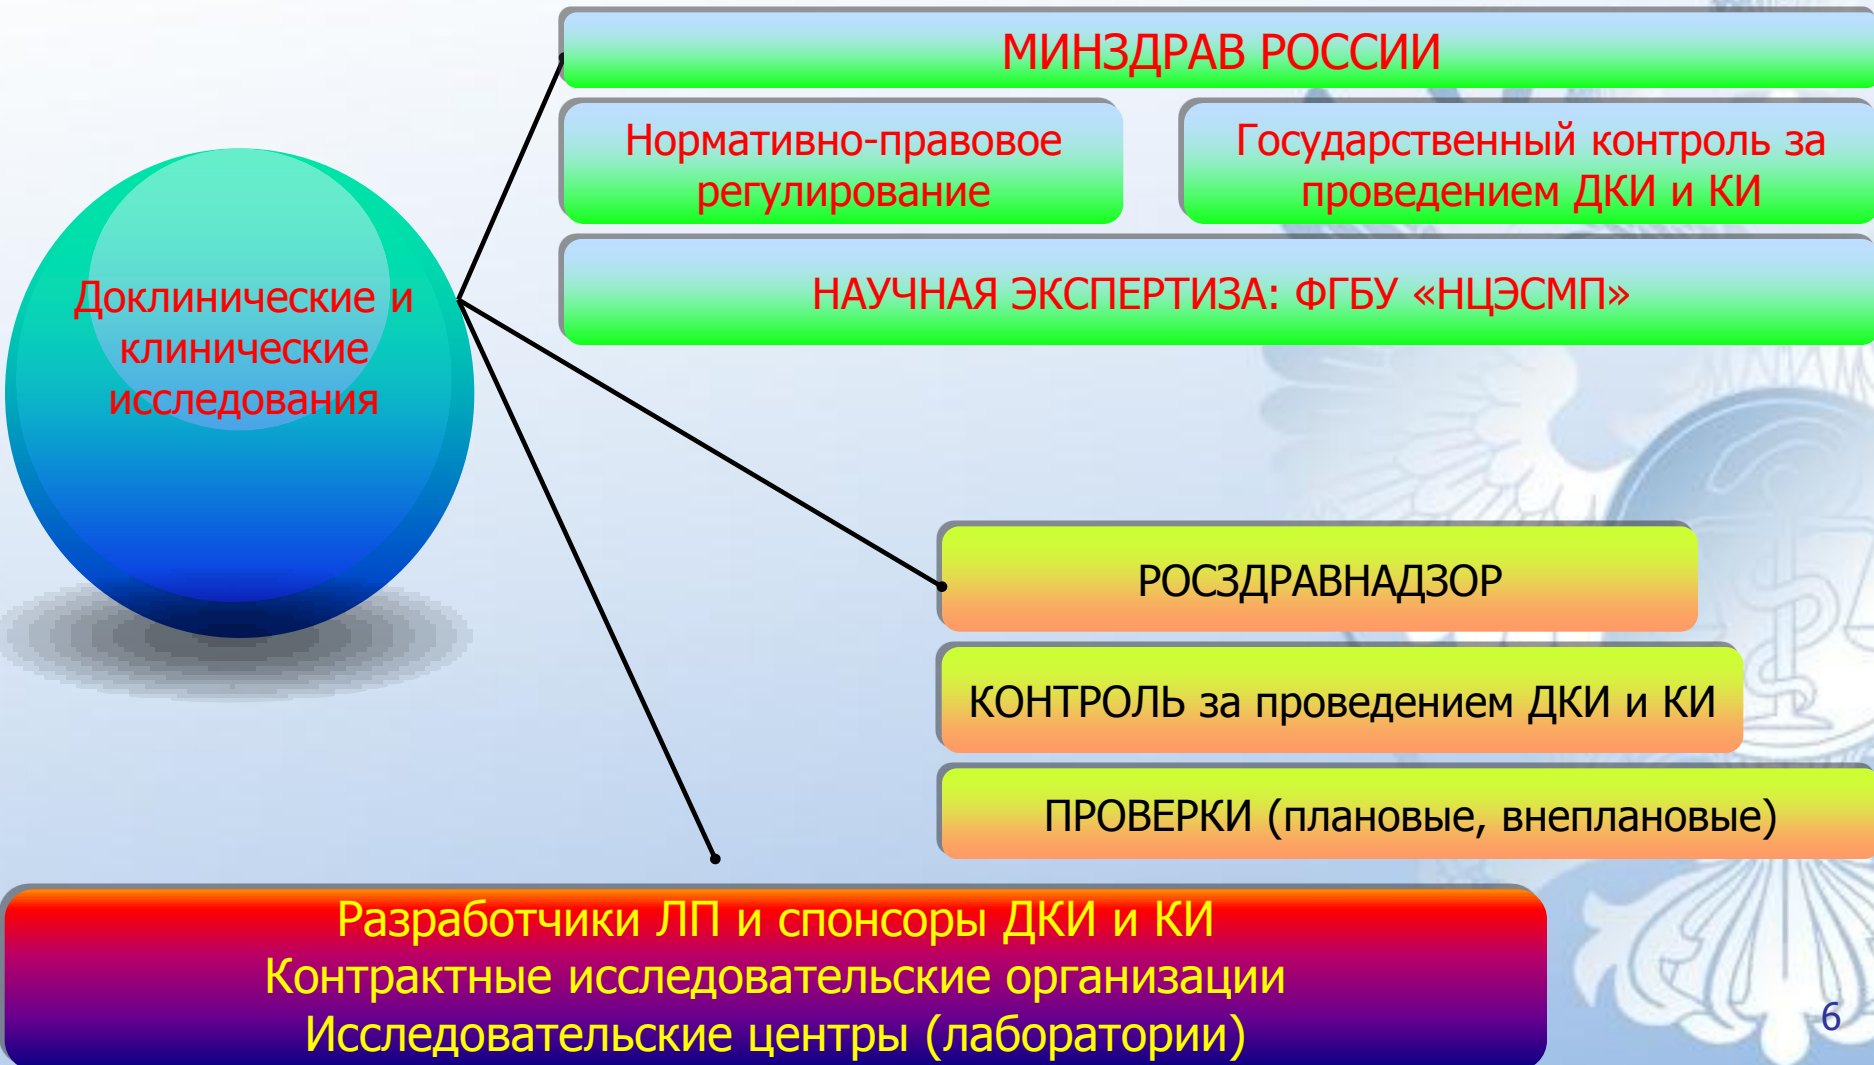 МИНЗДРАВ РОССИИ
Нормативно-правовое
регулирование
Государственный контроль за
проведением ДКИ и КИ
НАУЧНАЯ ЭКСПЕРТИЗА: ФГБУ «НЦЭСМП»
Доклинические и
клинические
исследования
РОСЗДРАВНАДЗОР
КОНТРОЛЬ за проведением ДКИ и КИ
ПРОВЕРКИ (плановые, внеплановые)
Разработчики ЛП и спонсоры ДКИ и КИ
Контрактные исследовательские организации
Исследовательские центры (лаборатории)
6